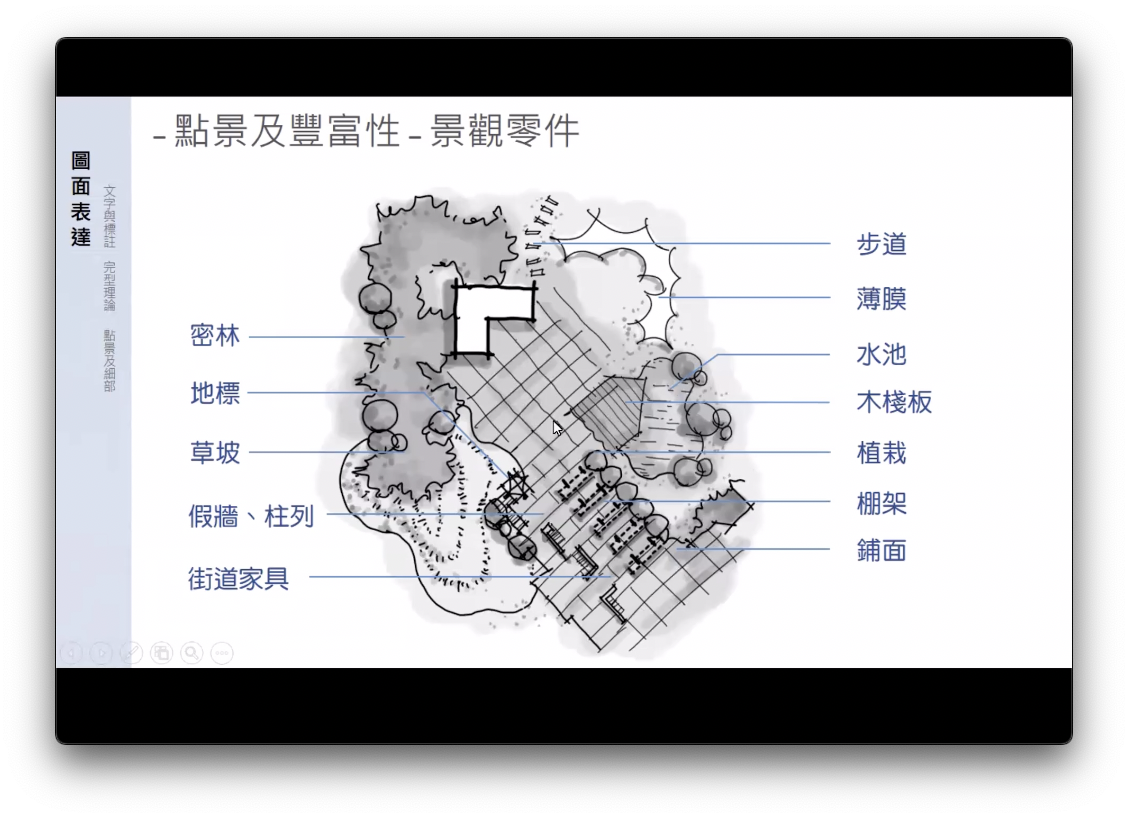 –點景及豐富性–景觀零件
圖面表達
文字與標註 完型理論 點景及細部
密林
地標
草坡
假牆、柱列
街道家具
步道
薄膜
水池
木棧板
植栽
棚架
鋪面